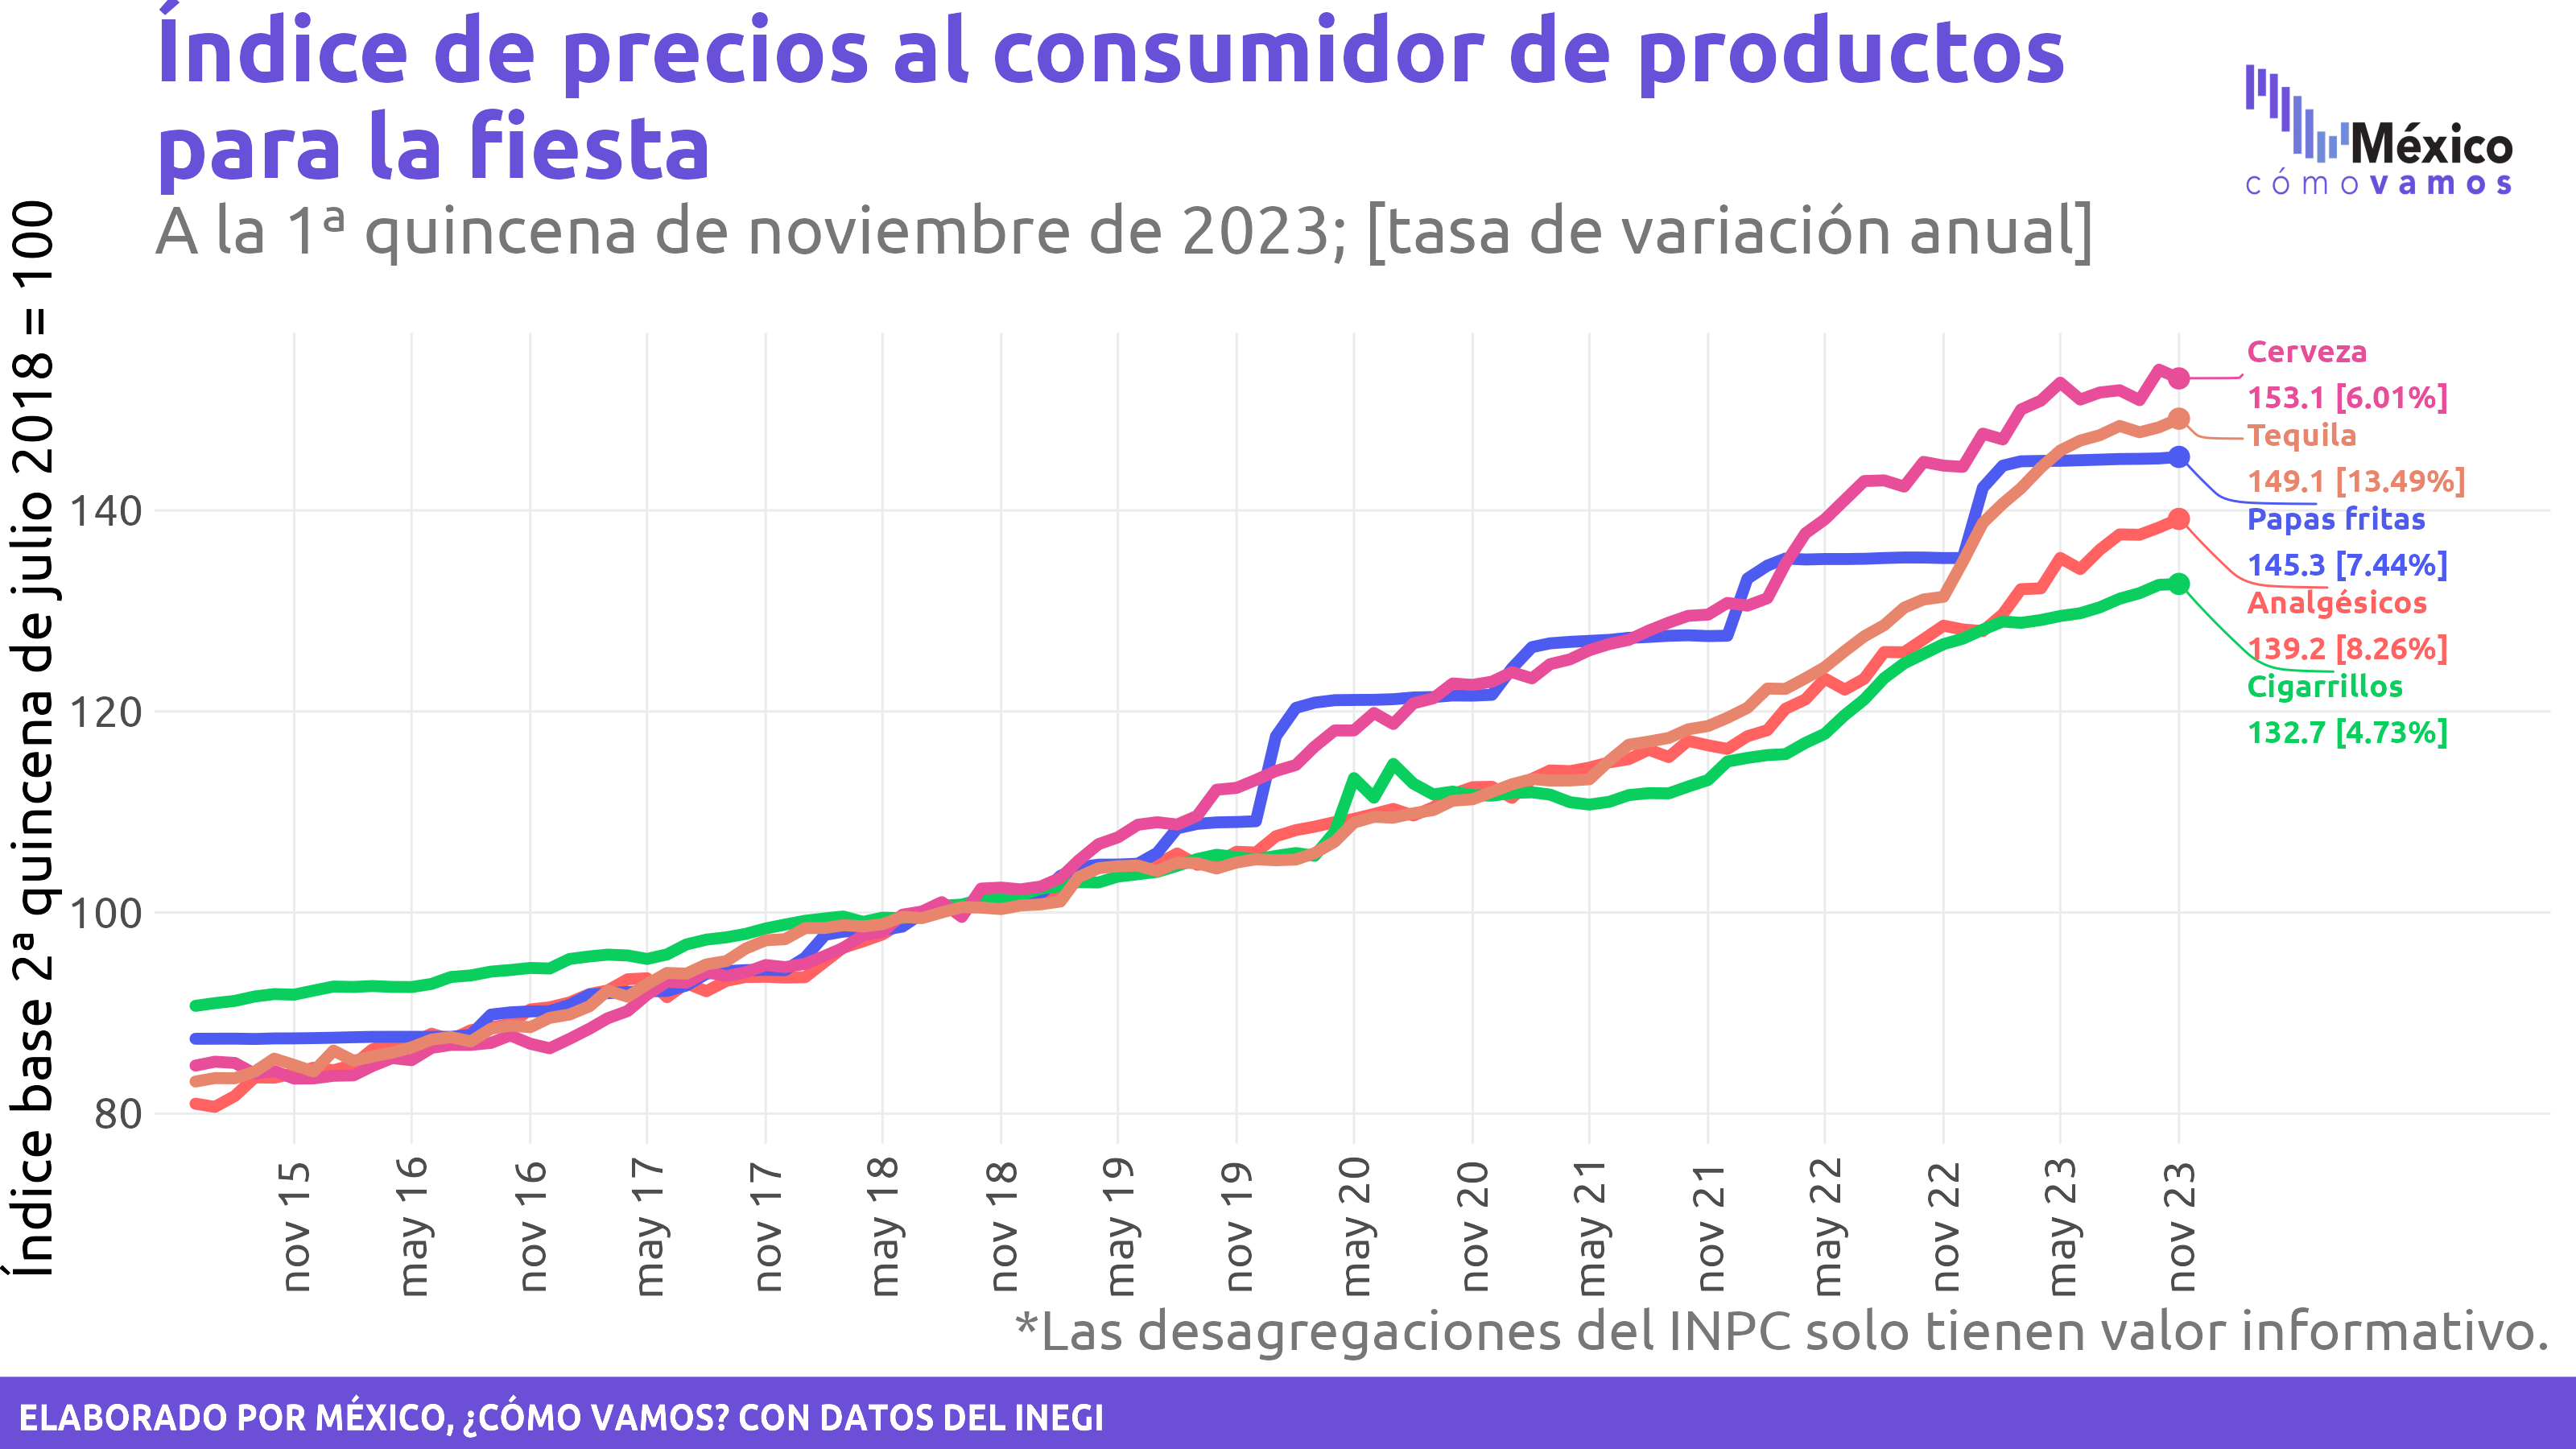 Índice de precios al consumidor de productos
para la fiesta
A la 1ª quincena de noviembre de 2023; [tasa de variación anual]
México
cómo vamos
Índice base 2ª quincena de julio 2018 = 100
140
120
100
80
Cerveza
153.1 [6.01%]
Tequila
149.1 [13.49%]
Papas fritas
145.3 [7.44%]
Analgésicos
139.2 [8.26%]
Cigarrillos
132.7 [4.73%]
nov 15
may 16
nov 16
may 17
nov 17
may 18
nov 18
may 19
nov 19
may 20
nov 20
may 21
nov 21
may 22
nov 22
may 23
nov 23
*Las desagregaciones del INPC solo tienen valor informativo.
ELABORADO POR MÉXICO, ¿CÓMO VAMOS? CON DATOS DEL INEGI